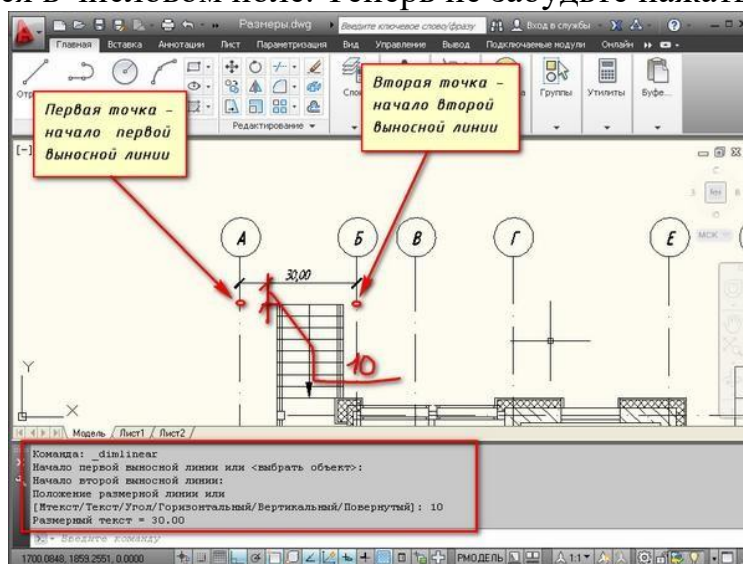 ся в числовом поле. Теперь не забудьте нажать
Размеры.dwg
Введите ключевое слово/фразу
Вход в службы
Главная Вставка Аннотации Лист Параметризация Вид Управление Вывод Подключаемые модули Онлайн
Группы Утилиты Буфе...
Редактирование
Первая точка –
начало первой
выносной линии
Вторая точка –
начало второй
выносной линии
[-]
С
З В
Ю
МСК
А Б В Г Е
30,00
10
Y
X
Модель / Лист1 / Лист2 /
Команда: _dimlinear
Начало первой выносной линии или <выбрать объект>:
Начало второй выносной линии:
Положение размерной линии или
[Мтекст/Текст/Угол/Горизонтальный/Вертикальный/Повернутый]: 10
Размерный текст = 30.00
Введите команду
1700.0848, 1859.2551, 0.0000 РМОДЕЛЬ 1:1